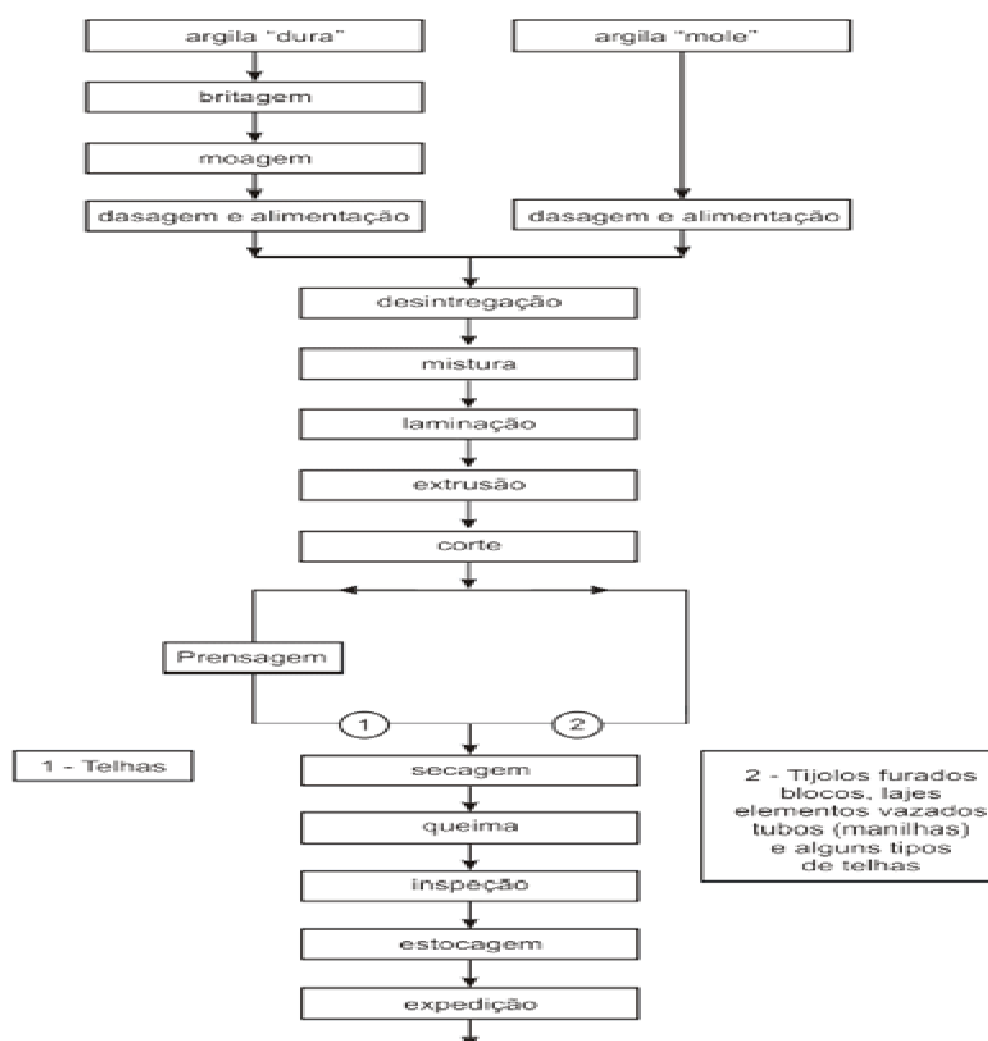 argila "dura"
argila "mole"
britagem
moagem
dasagem e alimentação
dasagem e alimentação
desintregação
mistura
laminação
extrusão
corte
Prensagem
1
2
1 - Telhas
secagem
2 - Tijolos furados
blocos, lajes
elementos vazados
tubos (manilhas)
e alguns tipos
de telhas
queima
inspeção
estocagem
expedição